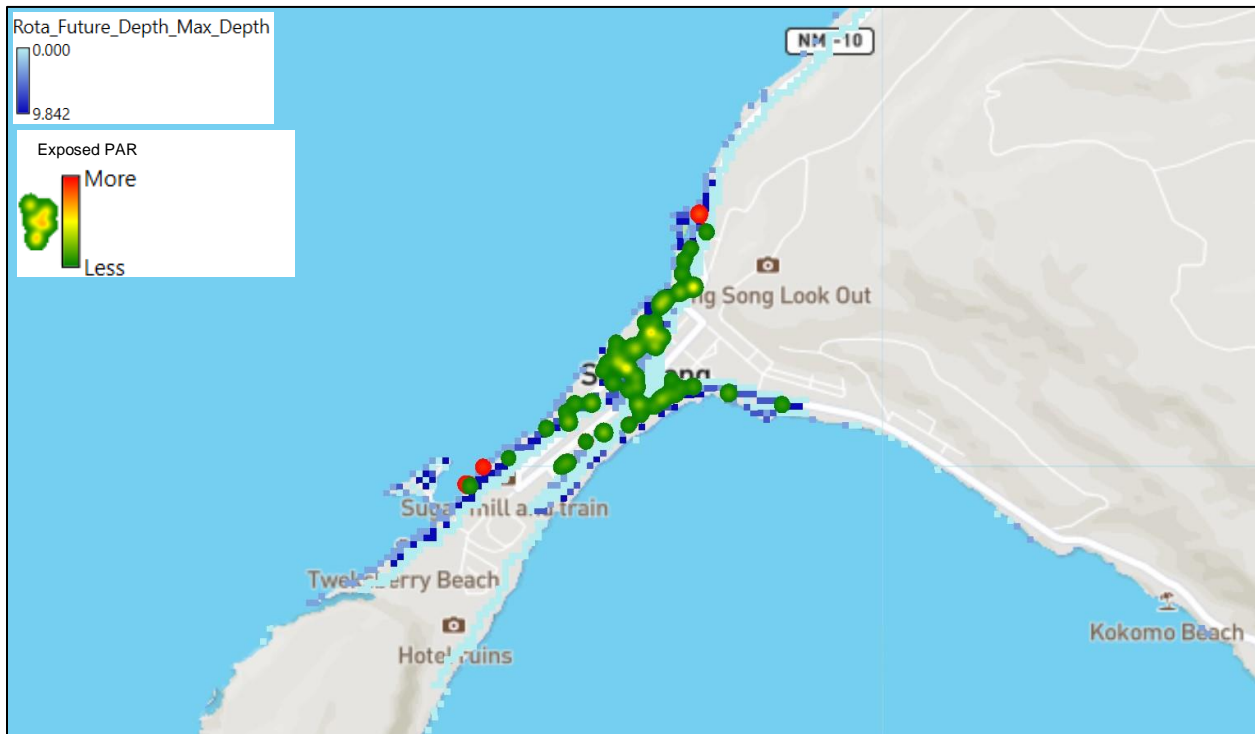 Rota_Future_Depth_Max_Depth
0.000
9.842
Exposed PAR
More
Less
NM-10
ng Song Look Out
Sugar mill and train
Beach
Hotel ruins
Kokomo Beach